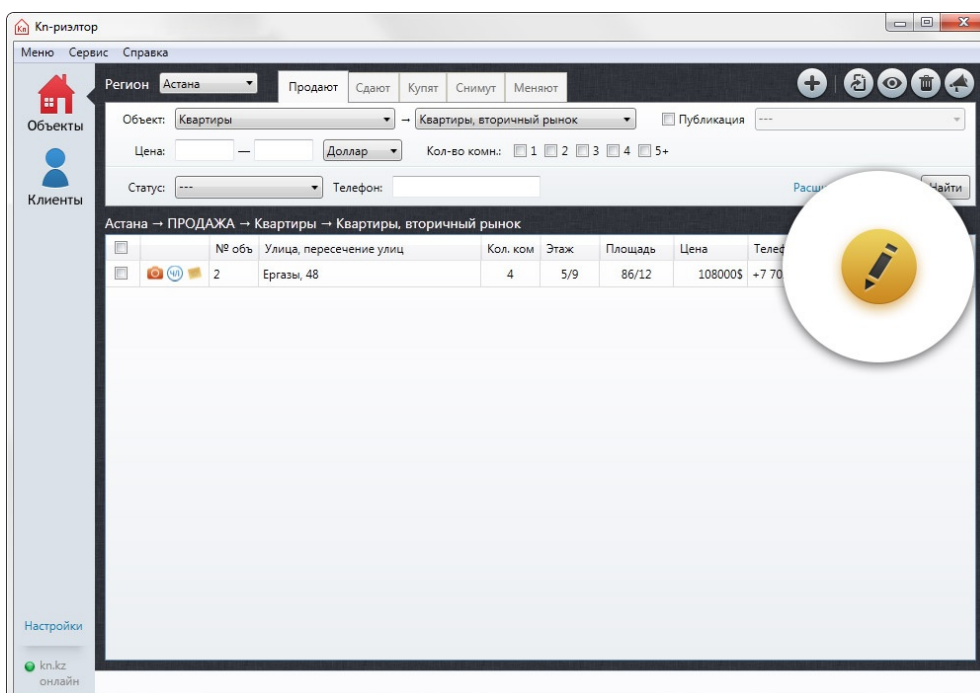 Кп Кп-риэлтор
Меню Сервис Справка
Регион Астана Продают Сдают Купят Снимут Меняют
Объекты
Клиенты
Объект: Квартиры → Квартиры, вторичный рынок Публикация ---
Цена: — Доллар Кол-во комн.: 1 2 3 4 5+
Статус: --- Телефон: Найти
Астана → ПРОДАЖА → Квартиры → Квартиры, вторичный рынок
№ объ Улица, пересечение улиц Кол. ком Этаж Площадь Цена
ЧЛ 2 Ергазы, 48 4 5/9 86/12 108000$ +7 70
Настройки
kn.kz
онлайн